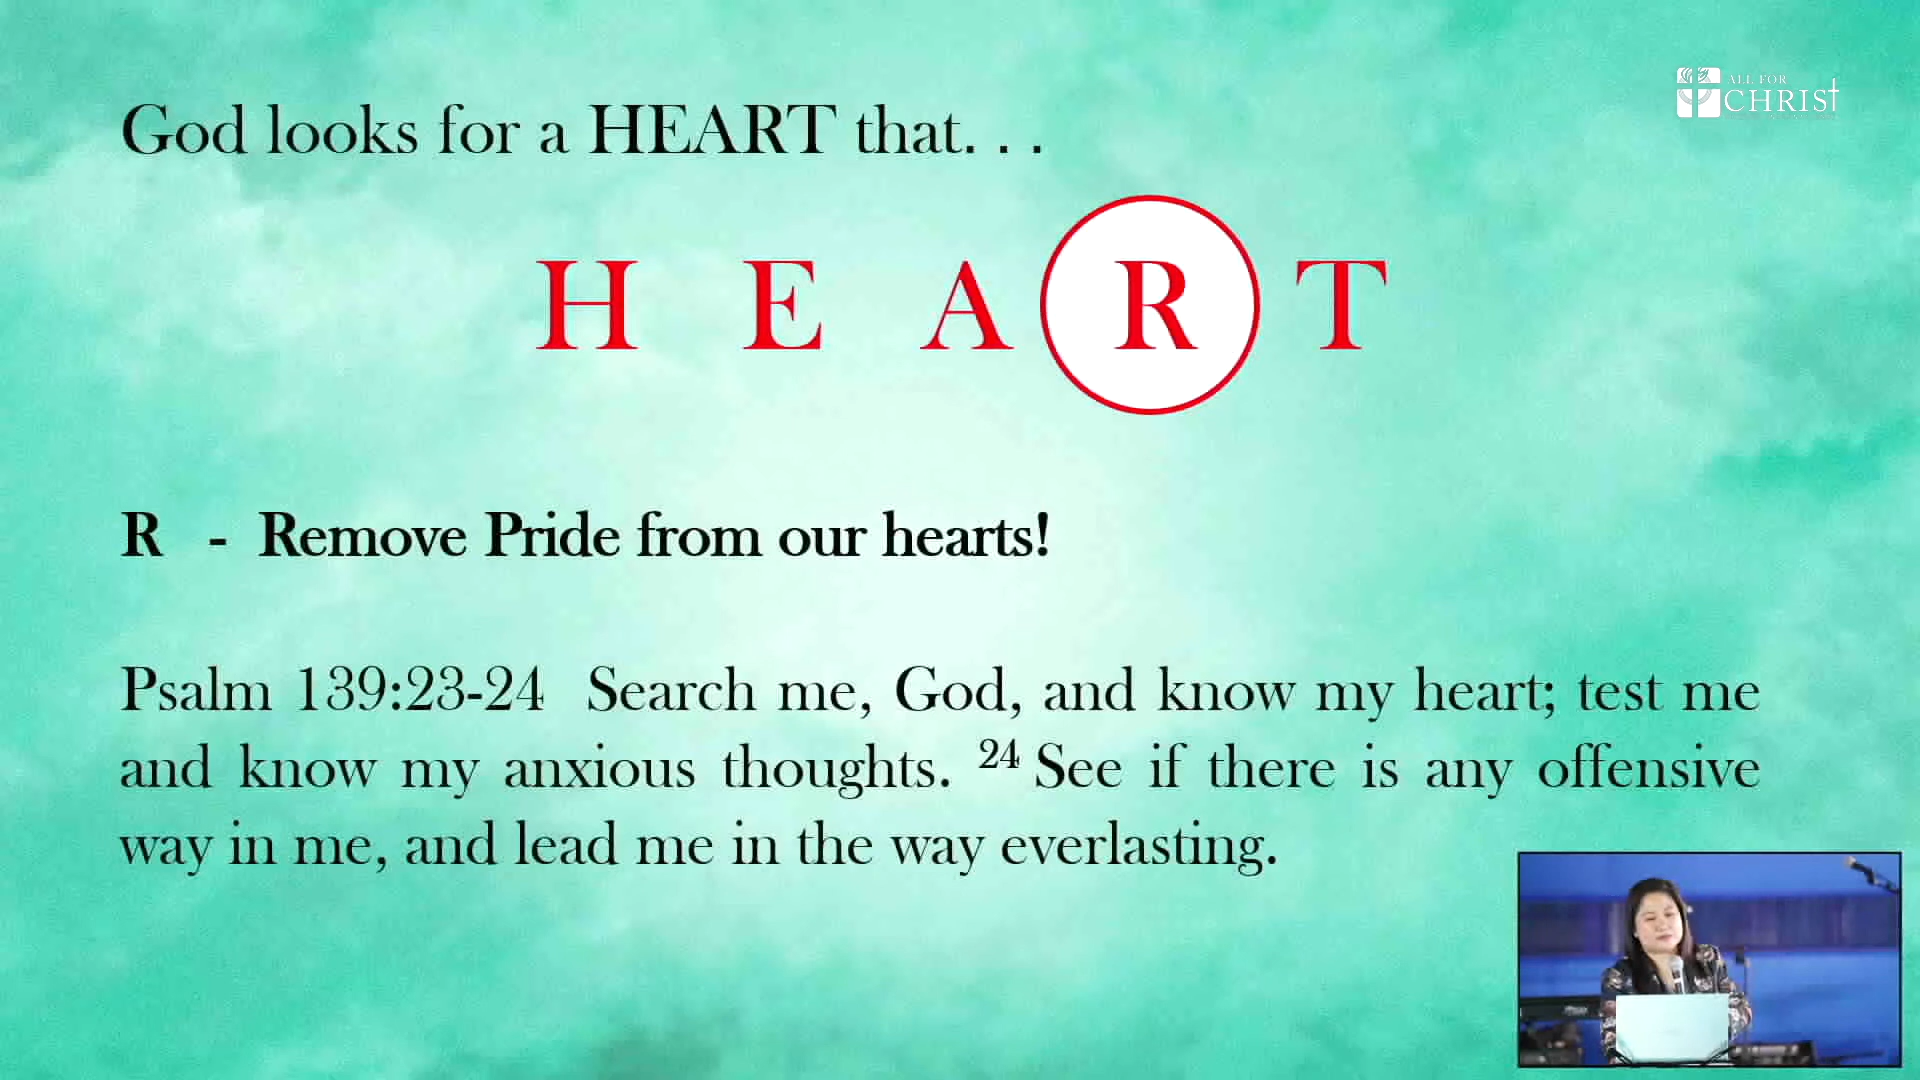 ALL FOR
CHRIST
God looks for a HEART that. . .
H E A R T
R - Remove Pride from our hearts!
Psalm 139:23-24 Search me, God, and know my heart; test me
and know my anxious thoughts. 24 See if there is any offensive
way in me, and lead me in the way everlasting.